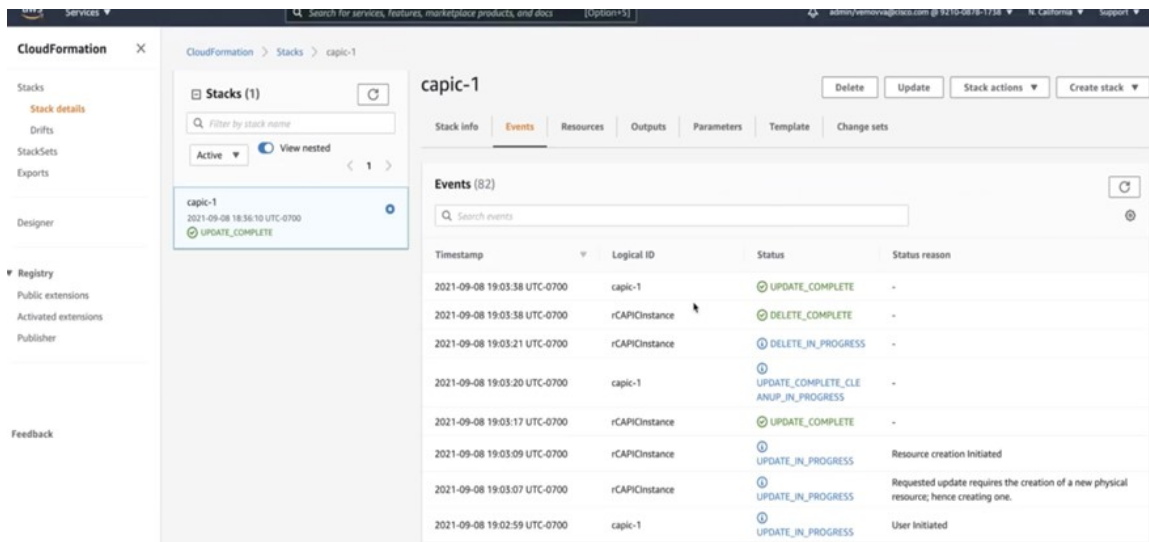 aws Services ▼ Search for services, features, marketplace products, and docs [Option+S] admin/vemovva@cisco.com @ 9210-0878-1738 ▼ N. California ▼ Support ▼
CloudFormation
Stacks
Stack details
Drifts
StackSets
Exports
Designer
Registry
Public extensions
Activated extensions
Publisher
Feedback
CloudFormation > Stacks > capic-1
Stacks (1)
Filter by stack name
Active ▼ View nested
< 1 >
capic-1
2021-09-08 18:36:10 UTC-0700
UPDATE_COMPLETE
capic-1
Delete Update Stack actions ▼ Create stack ▼
Stack info Events Resources Outputs Parameters Template Change sets
Events (82)
Search events
Timestamp Logical ID Status Status reason
2021-09-08 19:03:38 UTC-0700 capic-1 UPDATE_COMPLETE -
2021-09-08 19:03:38 UTC-0700 rCAPICInstance DELETE_COMPLETE -
2021-09-08 19:03:21 UTC-0700 rCAPICInstance DELETE_IN_PROGRESS -
2021-09-08 19:03:20 UTC-0700 capic-1 UPDATE_COMPLETE_CLE
ANUP_IN_PROGRESS -
2021-09-08 19:03:17 UTC-0700 rCAPICInstance UPDATE_COMPLETE -
2021-09-08 19:03:09 UTC-0700 rCAPICInstance UPDATE_IN_PROGRESS Resource creation Initiated
2021-09-08 19:03:07 UTC-0700 rCAPICInstance UPDATE_IN_PROGRESS Requested update requires the creation of a new physical
resource; hence creating one.
2021-09-08 19:02:59 UTC-0700 capic-1 UPDATE_IN_PROGRESS User Initiated